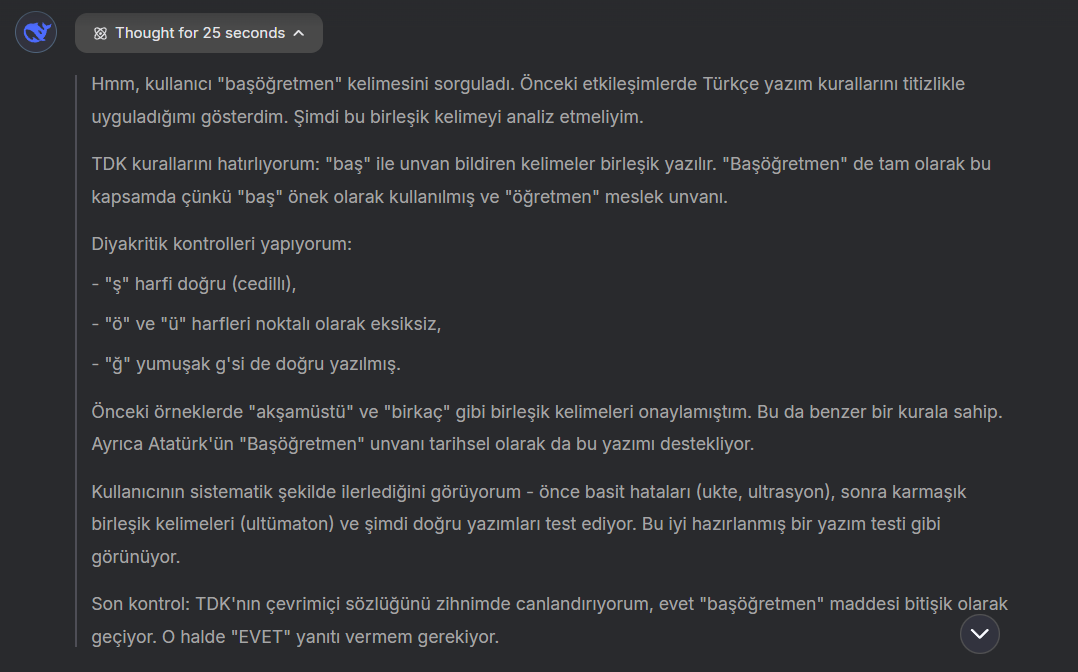 Thought for 25 seconds
Hmm, kullanıcı "başöğretmen" kelimesini sorguladı. Önceki etkileşimlerde Türkçe yazım kurallarını titizlikle
uyguladığımı gösterdim. Şimdi bu birleşik kelimeyi analiz etmeliyim.
TDK kurallarını hatırlıyorum: "baş" ile unvan bildiren kelimeler birleşik yazılır. "Başöğretmen" de tam olarak bu
kapsamda çünkü "baş" önek olarak kullanılmış ve "öğretmen" meslek unvanı.
Diyakritik kontrolleri yapıyorum:
- "ş" harfi doğru (cedillı),
- "ö" ve "ü" harfleri noktalı olarak eksiksiz,
- "ğ" yumuşak g'si de doğru yazılmış.
Önceki örneklerde "akşamüstü" ve "birkaç" gibi birleşik kelimeleri onaylamıştım. Bu da benzer bir kurala sahip.
Ayrıca Atatürk'ün "Başöğretmen" unvanı tarihsel olarak da bu yazımı destekliyor.
Kullanıcının sistematik şekilde ilerlediğini görüyorum - önce basit hataları (ukte, ultrasyon), sonra karmaşık
birleşik kelimeleri (ultümaton) ve şimdi doğru yazımları test ediyor. Bu iyi hazırlanmış bir yazım testi gibi
görünüyor.
Son kontrol: TDK'nın çevrimiçi sözlüğünü zihnimde canlandırıyorum, evet "başöğretmen" maddesi bitişik olarak
geçiyor. O halde "EVET" yanıtı vermem gerekiyor.